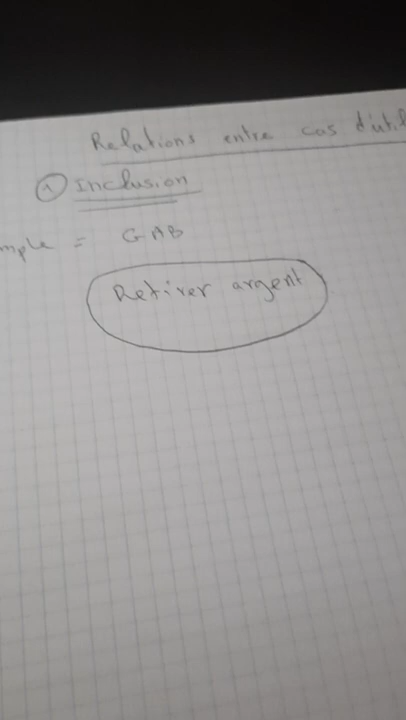 Relations entre cas d'util
① Inclusion
mple = GAB
Retirer argent